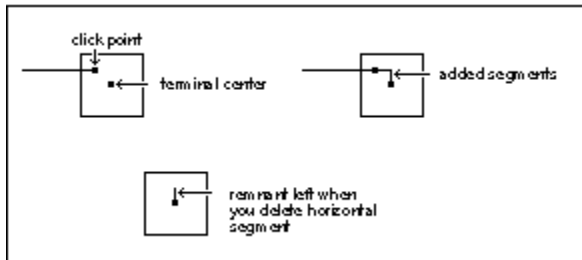 click point
terminal center
added segments
remnant left when
you delete horizontal
segment